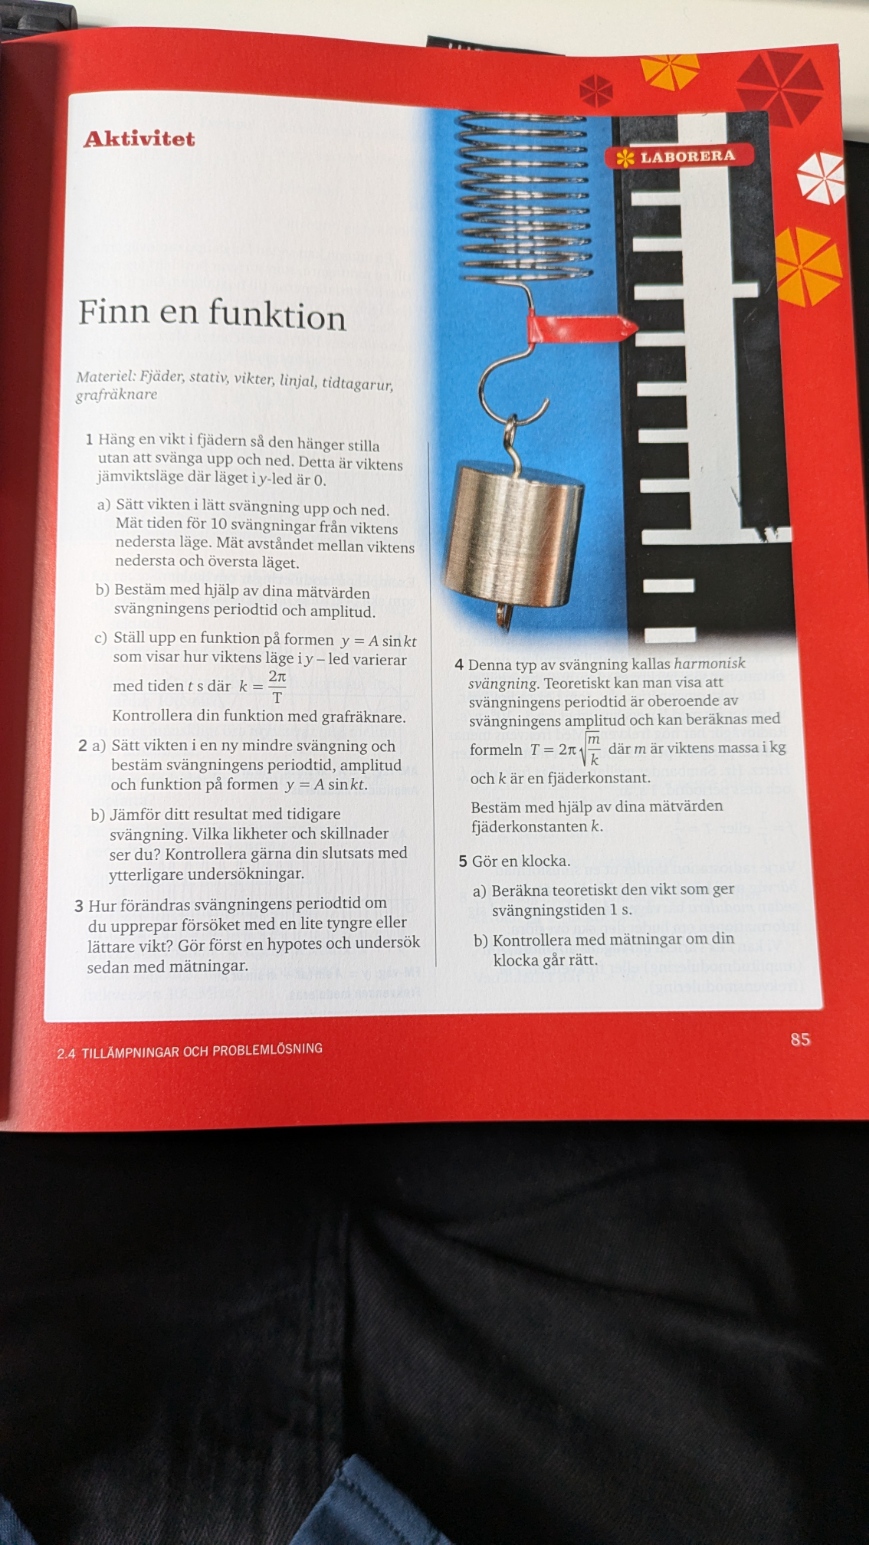 Aktivitet
LABORERA
Finn en funktion
Materiel: Fjäder, stativ, vikter, linjal, tidtagarur,
grafräknare
1 Häng en vikt i fjädern så den hänger stilla
utan att svänga upp och ned. Detta är viktens
jämviktsläge där läget i y-led är 0.
a) Sätt vikten i lätt svängning upp och ned.
Mät tiden för 10 svängningar från viktens
nedersta läge. Mät avståndet mellan viktens
nedersta och översta läget.
b) Bestäm med hjälp av dina mätvärden
svängningens periodtid och amplitud.
c) Ställ upp en funktion på formen y = A sin kt
som visar hur viktens läge i y – led varierar
med tiden t s där k = 2π/T
Kontrollera din funktion med grafräknare.
2 a) Sätt vikten i en ny mindre svängning och
bestäm svängningens periodtid, amplitud
och funktion på formen y = A sin kt.
b) Jämför ditt resultat med tidigare
svängning. Vilka likheter och skillnader
ser du? Kontrollera gärna din slutsats med
ytterligare undersökningar.
3 Hur förändras svängningens periodtid om
du upprepar försöket med en lite tyngre eller
lättare vikt? Gör först en hypotes och undersök
sedan med mätningar.
4 Denna typ av svängning kallas harmonisk
svängning. Teoretiskt kan man visa att
svängningens periodtid är oberoende av
svängningens amplitud och kan beräknas med
formeln T = 2π√(m/k) där m är viktens massa i kg
och k är en fjäderkonstant.
Bestäm med hjälp av dina mätvärden
fjäderkonstanten k.
5 Gör en klocka.
a) Beräkna teoretiskt den vikt som ger
svängningstiden 1 s.
b) Kontrollera med mätningar om din
klocka går rätt.
2.4 TILLÄMPNINGAR OCH PROBLEMLÖSNING
85